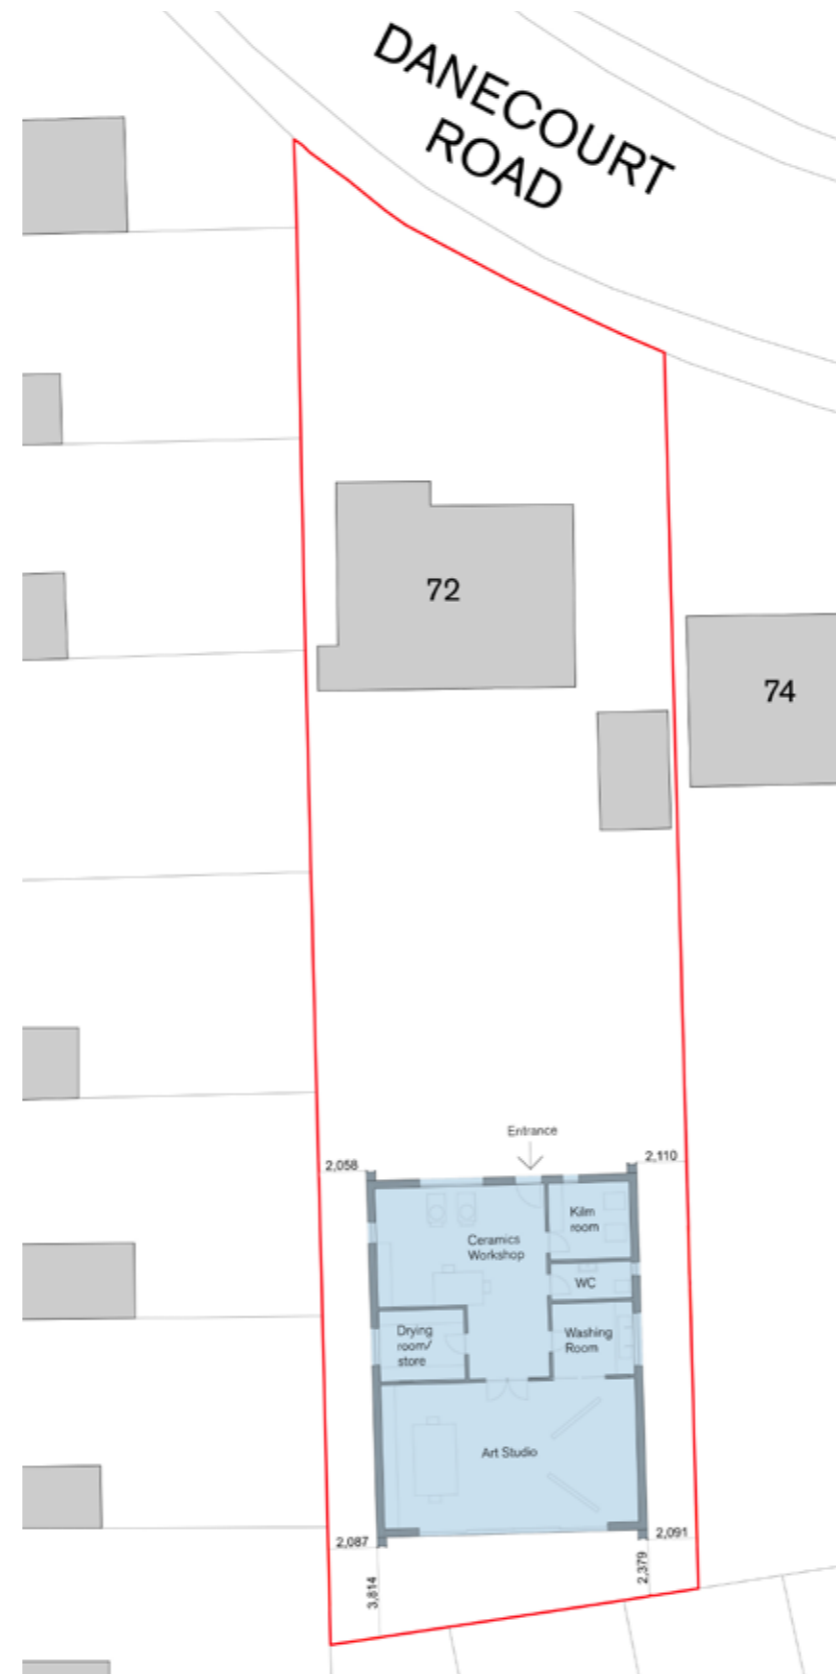 DANECOURT
ROAD
72
74
Entrance
2,058
2,110
Kilm
room
Ceramics
Workshop
WC
Drying
room/
store
Washing
Room
Art Studio
2,087
2,091
3,814
2,379